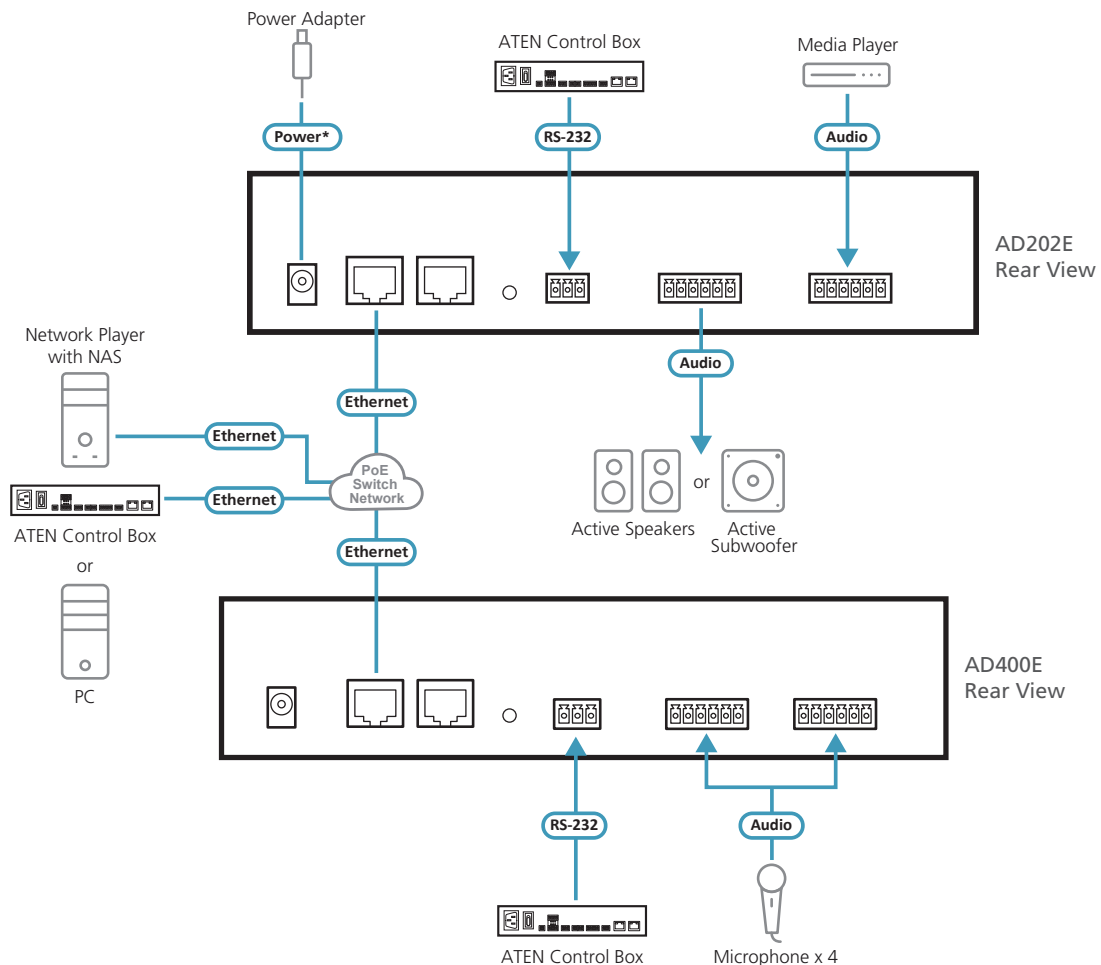 Power Adapter
ATEN Control Box
Media Player
Power*
RS-232
Audio
AD202E
Rear View
Audio
Network Player
with NAS
Ethernet
Ethernet
PoE
Switch
Network
Ethernet
ATEN Control Box
or
PC
or
Active Speakers
Active
Subwoofer
Ethernet
AD400E
Rear View
RS-232
Audio
ATEN Control Box
Microphone x 4